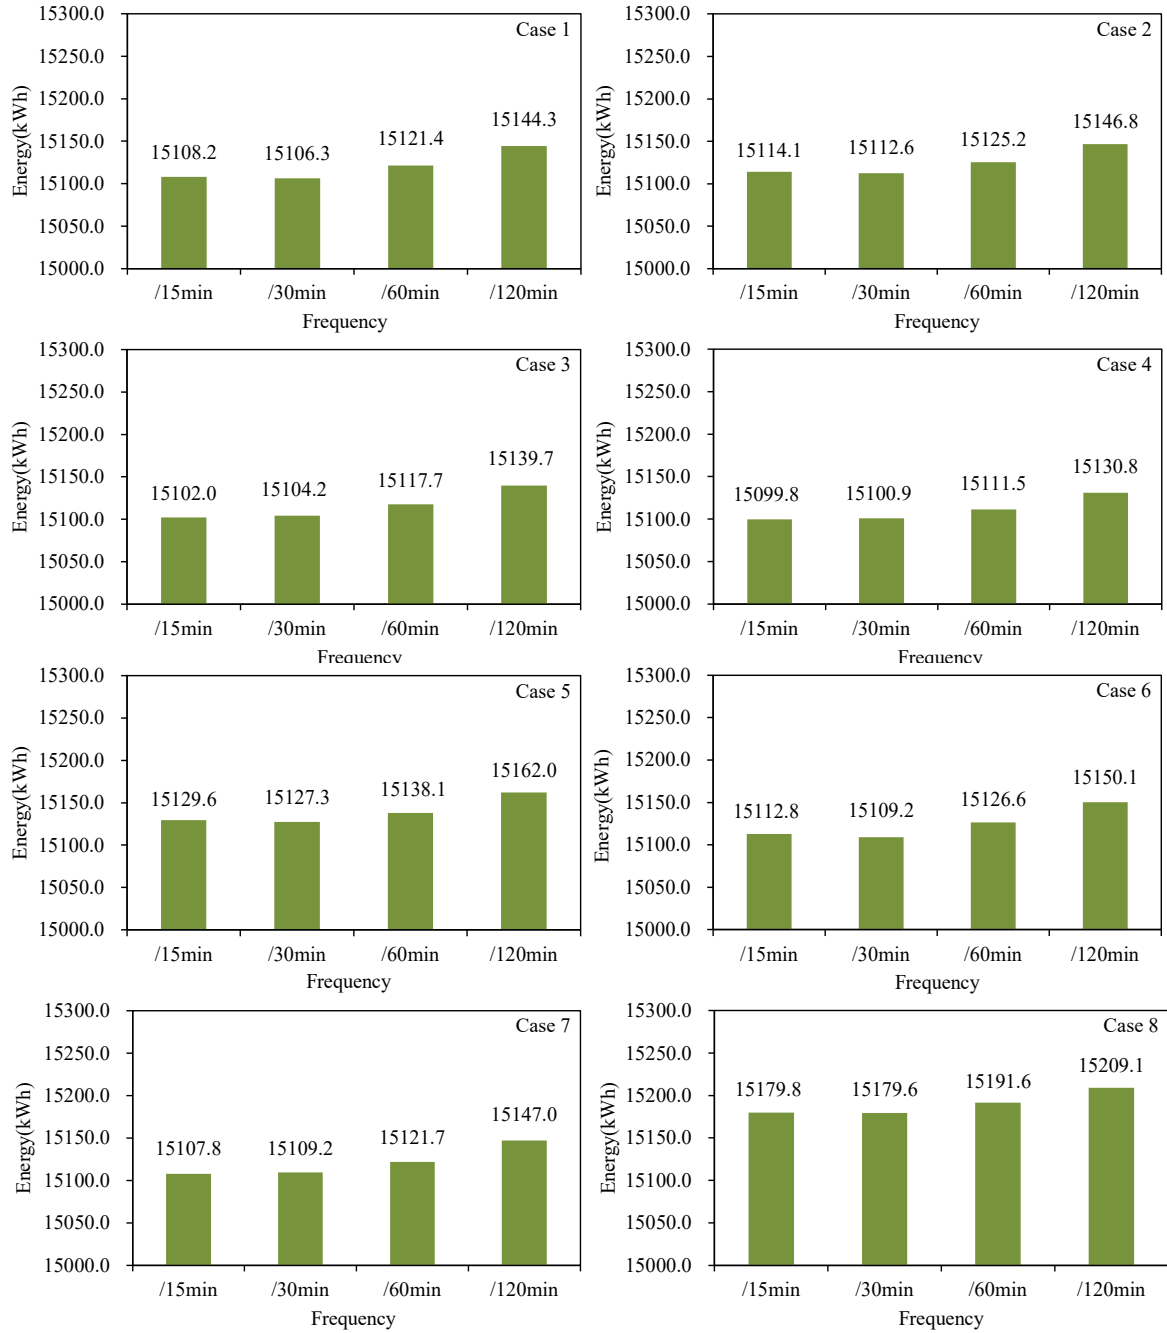 Case 1
Energy(kWh)
15300.0
15250.0
15200.0
15150.0
15100.0
15050.0
15000.0
15108.2 15106.3 15121.4 15144.3
/15min /30min /60min /120min
Frequency
Case 2
Energy(kWh)
15300.0
15250.0
15200.0
15150.0
15100.0
15050.0
15000.0
15114.1 15112.6 15125.2 15146.8
/15min /30min /60min /120min
Frequency
Case 3
Energy(kWh)
15300.0
15250.0
15200.0
15150.0
15100.0
15050.0
15000.0
15102.0 15104.2 15117.7 15139.7
/15min /30min /60min /120min
Frequency
Case 4
Energy(kWh)
15300.0
15250.0
15200.0
15150.0
15100.0
15050.0
15000.0
15099.8 15100.9 15111.5 15130.8
/15min /30min /60min /120min
Frequency
Case 5
Energy(kWh)
15300.0
15250.0
15200.0
15150.0
15100.0
15050.0
15000.0
15129.6 15127.3 15138.1 15162.0
/15min /30min /60min /120min
Frequency
Case 6
Energy(kWh)
15300.0
15250.0
15200.0
15150.0
15100.0
15050.0
15000.0
15112.8 15109.2 15126.6 15150.1
/15min /30min /60min /120min
Frequency
Case 7
Energy(kWh)
15300.0
15250.0
15200.0
15150.0
15100.0
15050.0
15000.0
15107.8 15109.2 15121.7 15147.0
/15min /30min /60min /120min
Frequency
Case 8
Energy(kWh)
15300.0
15250.0
15200.0
15150.0
15100.0
15050.0
15000.0
15179.8 15179.6 15191.6 15209.1
/15min /30min /60min /120min
Frequency